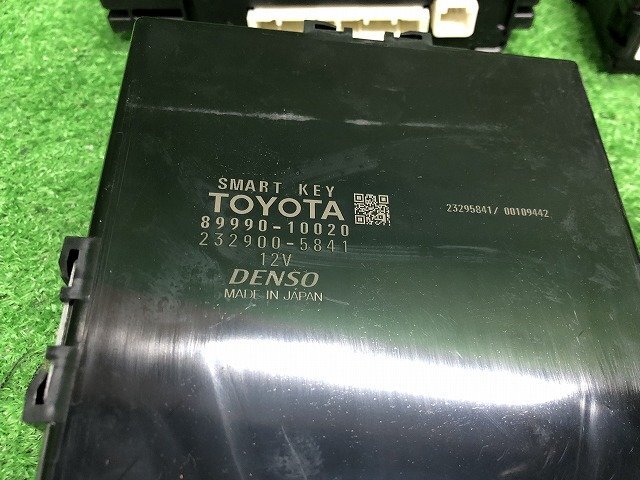 SMART KEY
TOYOTA
89990-10020
232900-5841
12V
DENSO
MADE IN JAPAN
23295841/ 00109442